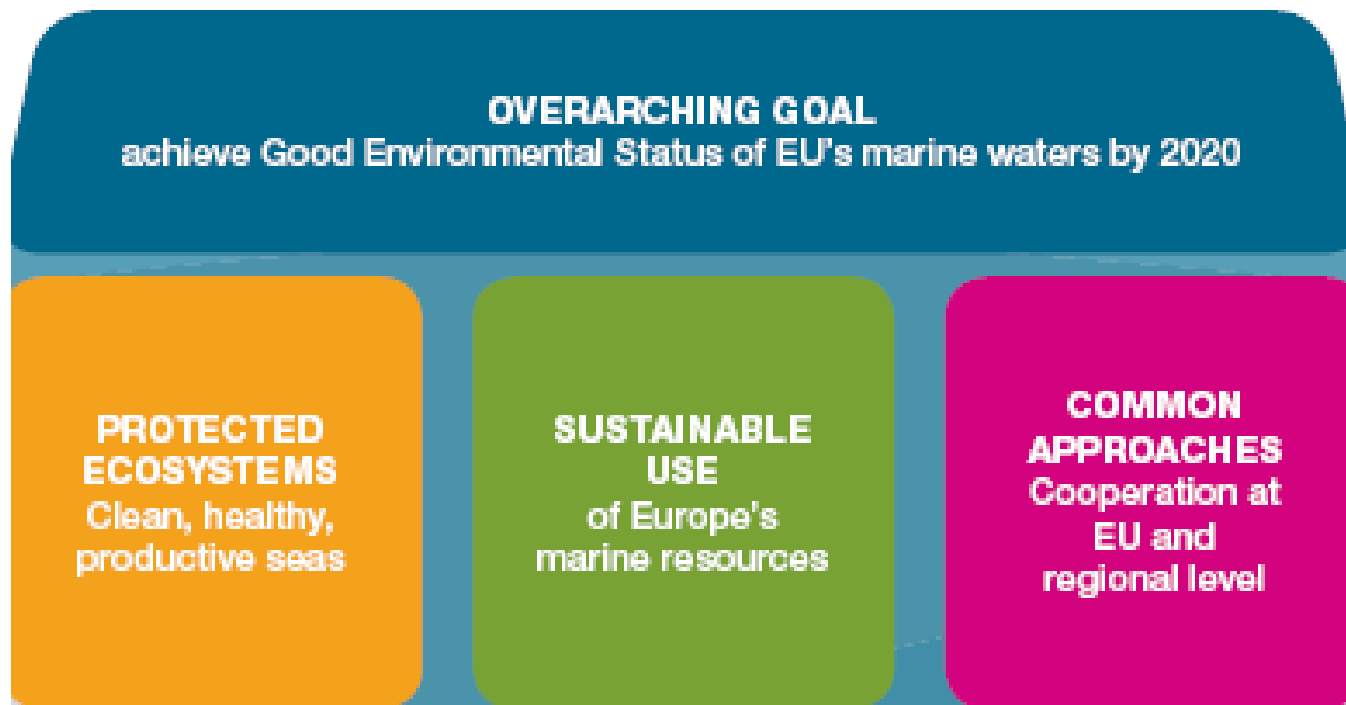 OVERARCHING GOAL
achieve Good Environmental Status of EU's marine waters by 2020
PROTECTED
ECOSYSTEMS
Clean, healthy,
productive seas
SUSTAINABLE
USE
of Europe's
marine resources
COMMON
APPROACHES
Cooperation at
EU and
regional level